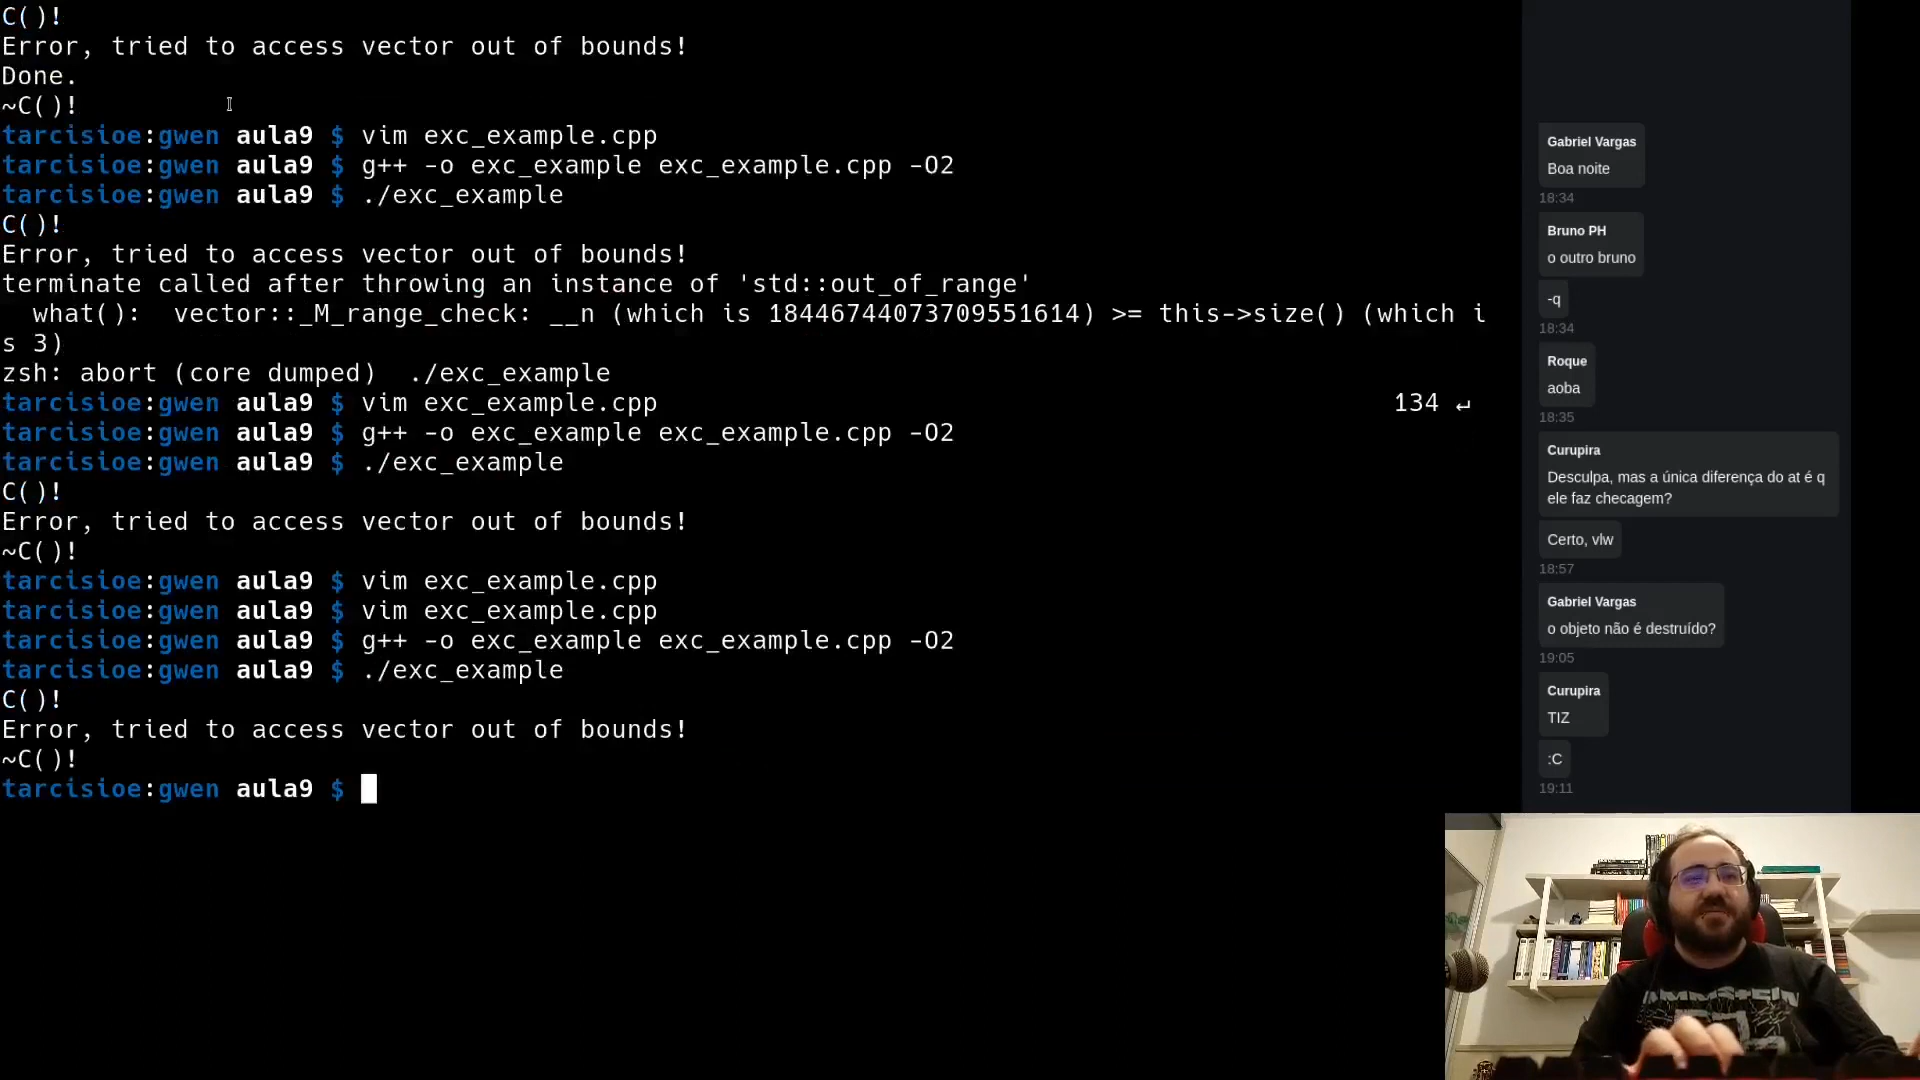 C()!
Error, tried to access vector out of bounds!
Done.
~C()!
tarcisioe:gwen aula9 $ vim exc_example.cpp
tarcisioe:gwen aula9 $ g++ -o exc_example exc_example.cpp -O2
tarcisioe:gwen aula9 $ ./exc_example
C()!
Error, tried to access vector out of bounds!
terminate called after throwing an instance of 'std::out_of_range'
  what():  vector::_M_range_check: __n (which is 18446744073709551614) >= this->size() (which i
s 3)
zsh: abort (core dumped)  ./exc_example
tarcisioe:gwen aula9 $ vim exc_example.cpp 134 ↵
tarcisioe:gwen aula9 $ g++ -o exc_example exc_example.cpp -O2
tarcisioe:gwen aula9 $ ./exc_example
C()!
Error, tried to access vector out of bounds!
~C()!
tarcisioe:gwen aula9 $ vim exc_example.cpp
tarcisioe:gwen aula9 $ vim exc_example.cpp
tarcisioe:gwen aula9 $ g++ -o exc_example exc_example.cpp -O2
tarcisioe:gwen aula9 $ ./exc_example
C()!
Error, tried to access vector out of bounds!
~C()!
tarcisioe:gwen aula9 $
Gabriel Vargas
Boa noite
18:34
Bruno PH
o outro bruno
-q
18:34
Roque
aoba
18:35
Curupira
Desculpa, mas a única diferença do at é q
ele faz checagem?
Certo, vlw
18:57
Gabriel Vargas
o objeto não é destruído?
19:05
Curupira
TIZ
:C
19:11
RAMMSTEIN